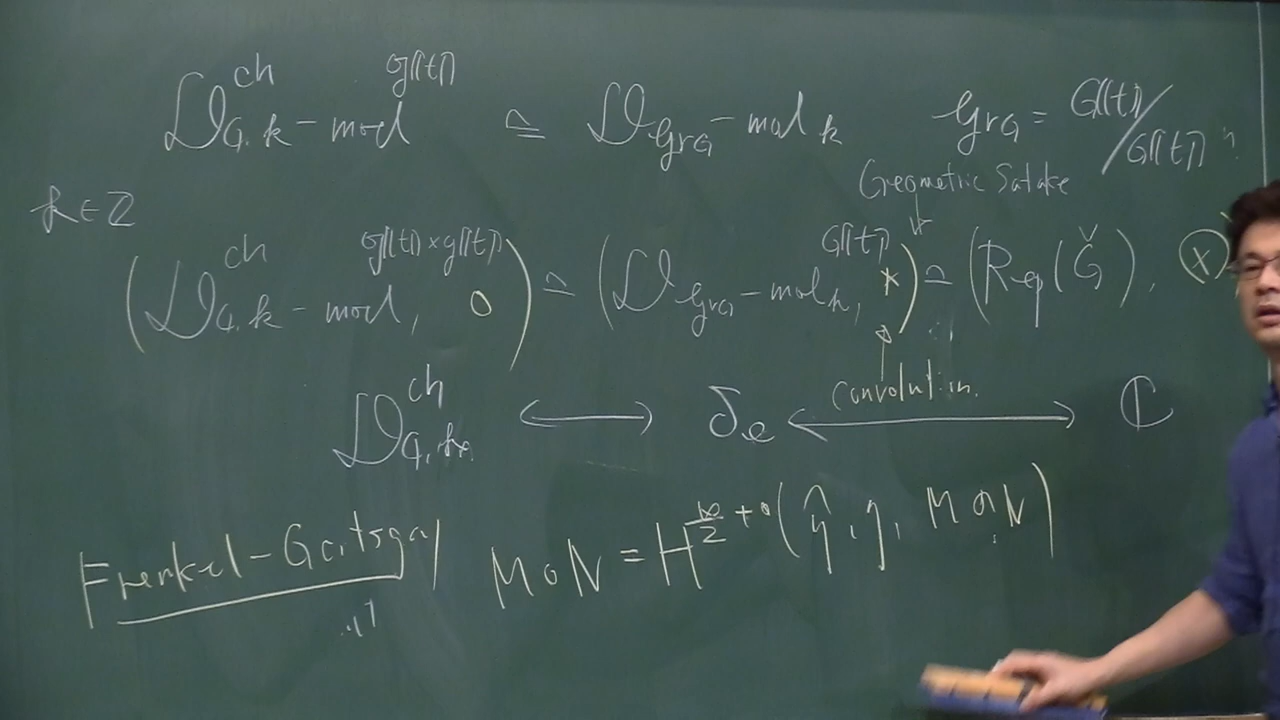 𝒟^{ch}_{G,k}-mod^{G[[t]]} ≅ 𝒟_{Gr_G}-mod_k Gr_G = G((t))/G[[t]]
Geometric Satake
k ∈ ℤ
(𝒟^{ch}_{G,k}-mod^{G[[t]]×G[[t]]}, ∘) ≃ (𝒟_{Gr_G}-mod_k^{G[[t]]}, *) ≃ (Rep(Ǧ), ⊗)
convolution
𝒟^{ch}_{G,k} ⟷ δ_e ⟷ ℂ
Frenkel-Gaitsgory M∘N = H^{∞/2+0}(